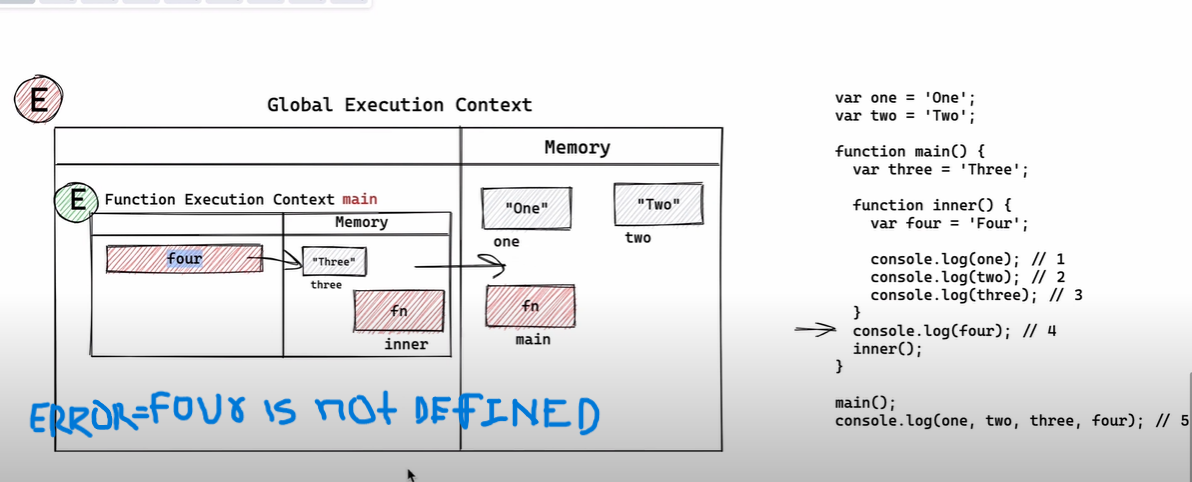 E
Global Execution Context
Memory
E
Function Execution Context main
Memory
four
"Three"
three
fn
inner
"One"
one
"Two"
two
fn
main
ERROR=FOUR IS NOT DEFINED
var one = 'One';
var two = 'Two';
function main() {
var three = 'Three';
function inner() {
var four = 'Four';
console.log(one); // 1
console.log(two); // 2
console.log(three); // 3
}
console.log(four); // 4
inner();
}
main();
console.log(one, two, three, four); // 5